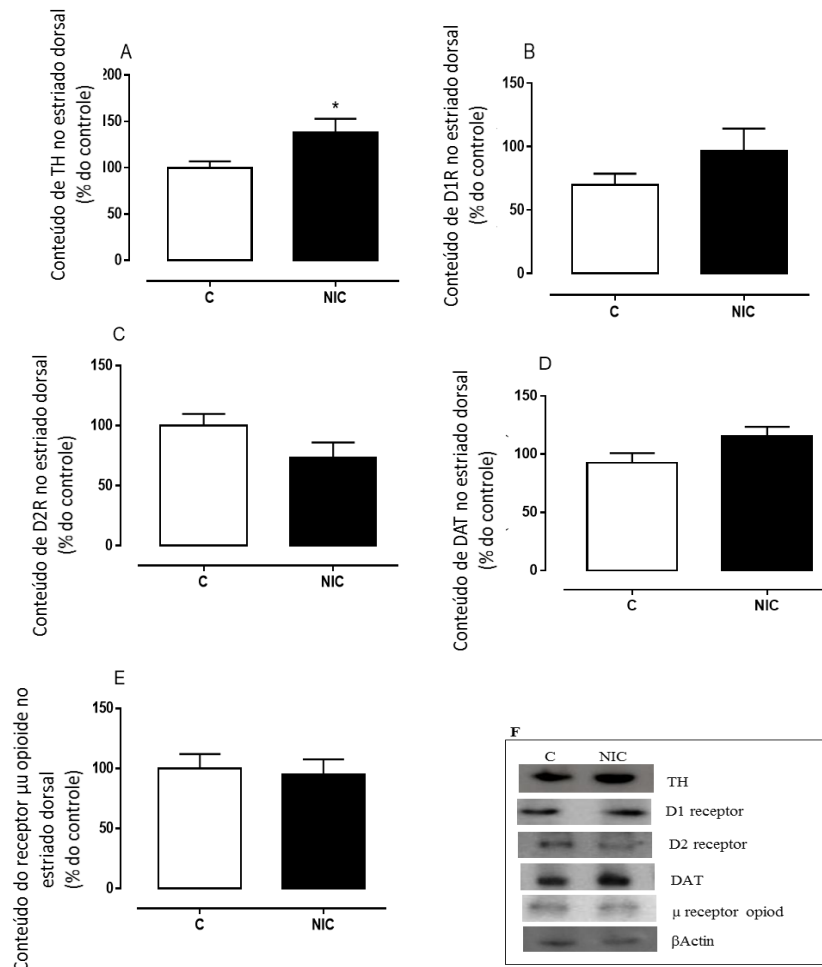 A
Conteúdo de TH no estriado dorsal
(% do controle)
200
150
100
50
0
*
C
NIC
B
Conteúdo de D1R no estriado dorsal
(% do controle)
150
100
50
0
C
NIC
C
Conteúdo de D2R no estriado dorsal
(% do controle)
150
100
50
0
C
NIC
D
Conteúdo de DAT no estriado dorsal
(% do controle)
150
100
50
0
C
NIC
E
Conteúdo do receptor µu opioide no
estriado dorsal
(% do controle)
150
100
50
0
C
NIC
F
C NIC
TH
D1 receptor
D2 receptor
DAT
µ receptor opiod
βActin